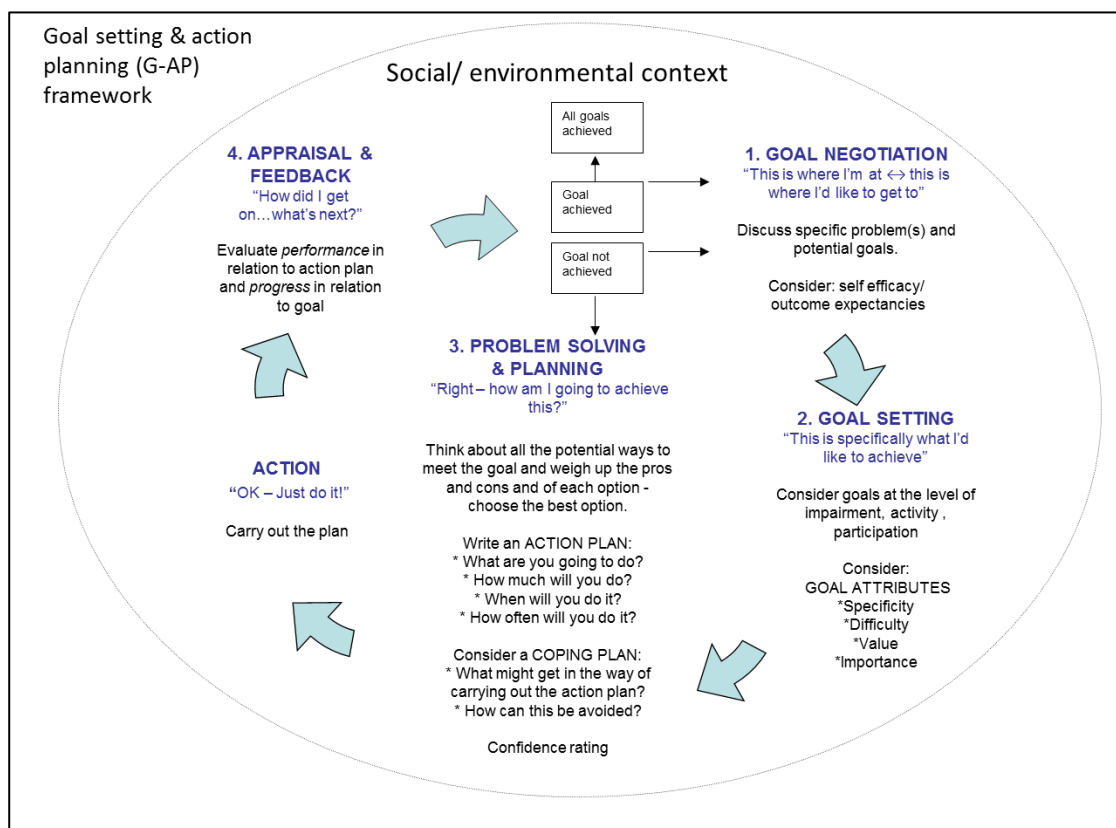 Goal setting & action
planning (G-AP)
framework
Social/ environmental context
All goals
achieved
Goal
achieved
Goal not
achieved
1. GOAL NEGOTIATION
“This is where I’m at ↔ this is
where I’d like to get to”
Discuss specific problem(s) and
potential goals.
Consider: self efficacy/
outcome expectancies
2. GOAL SETTING
“This is specifically what I’d
like to achieve”
Consider goals at the level of
impairment, activity ,
participation
Consider:
GOAL ATTRIBUTES
*Specificity
*Difficulty
*Value
*Importance
3. PROBLEM SOLVING
& PLANNING
“Right – how am I going to achieve
this?”
Think about all the potential ways to
meet the goal and weigh up the pros
and cons and of each option -
choose the best option.
Write an ACTION PLAN:
* What are you going to do?
* How much will you do?
* When will you do it?
* How often will you do it?
Consider a COPING PLAN:
* What might get in the way of
carrying out the action plan?
* How can this be avoided?
Confidence rating
ACTION
“OK – Just do it!”
Carry out the plan
4. APPRAISAL &
FEEDBACK
“How did I get
on…what’s next?”
Evaluate performance in
relation to action plan
and progress in relation
to goal